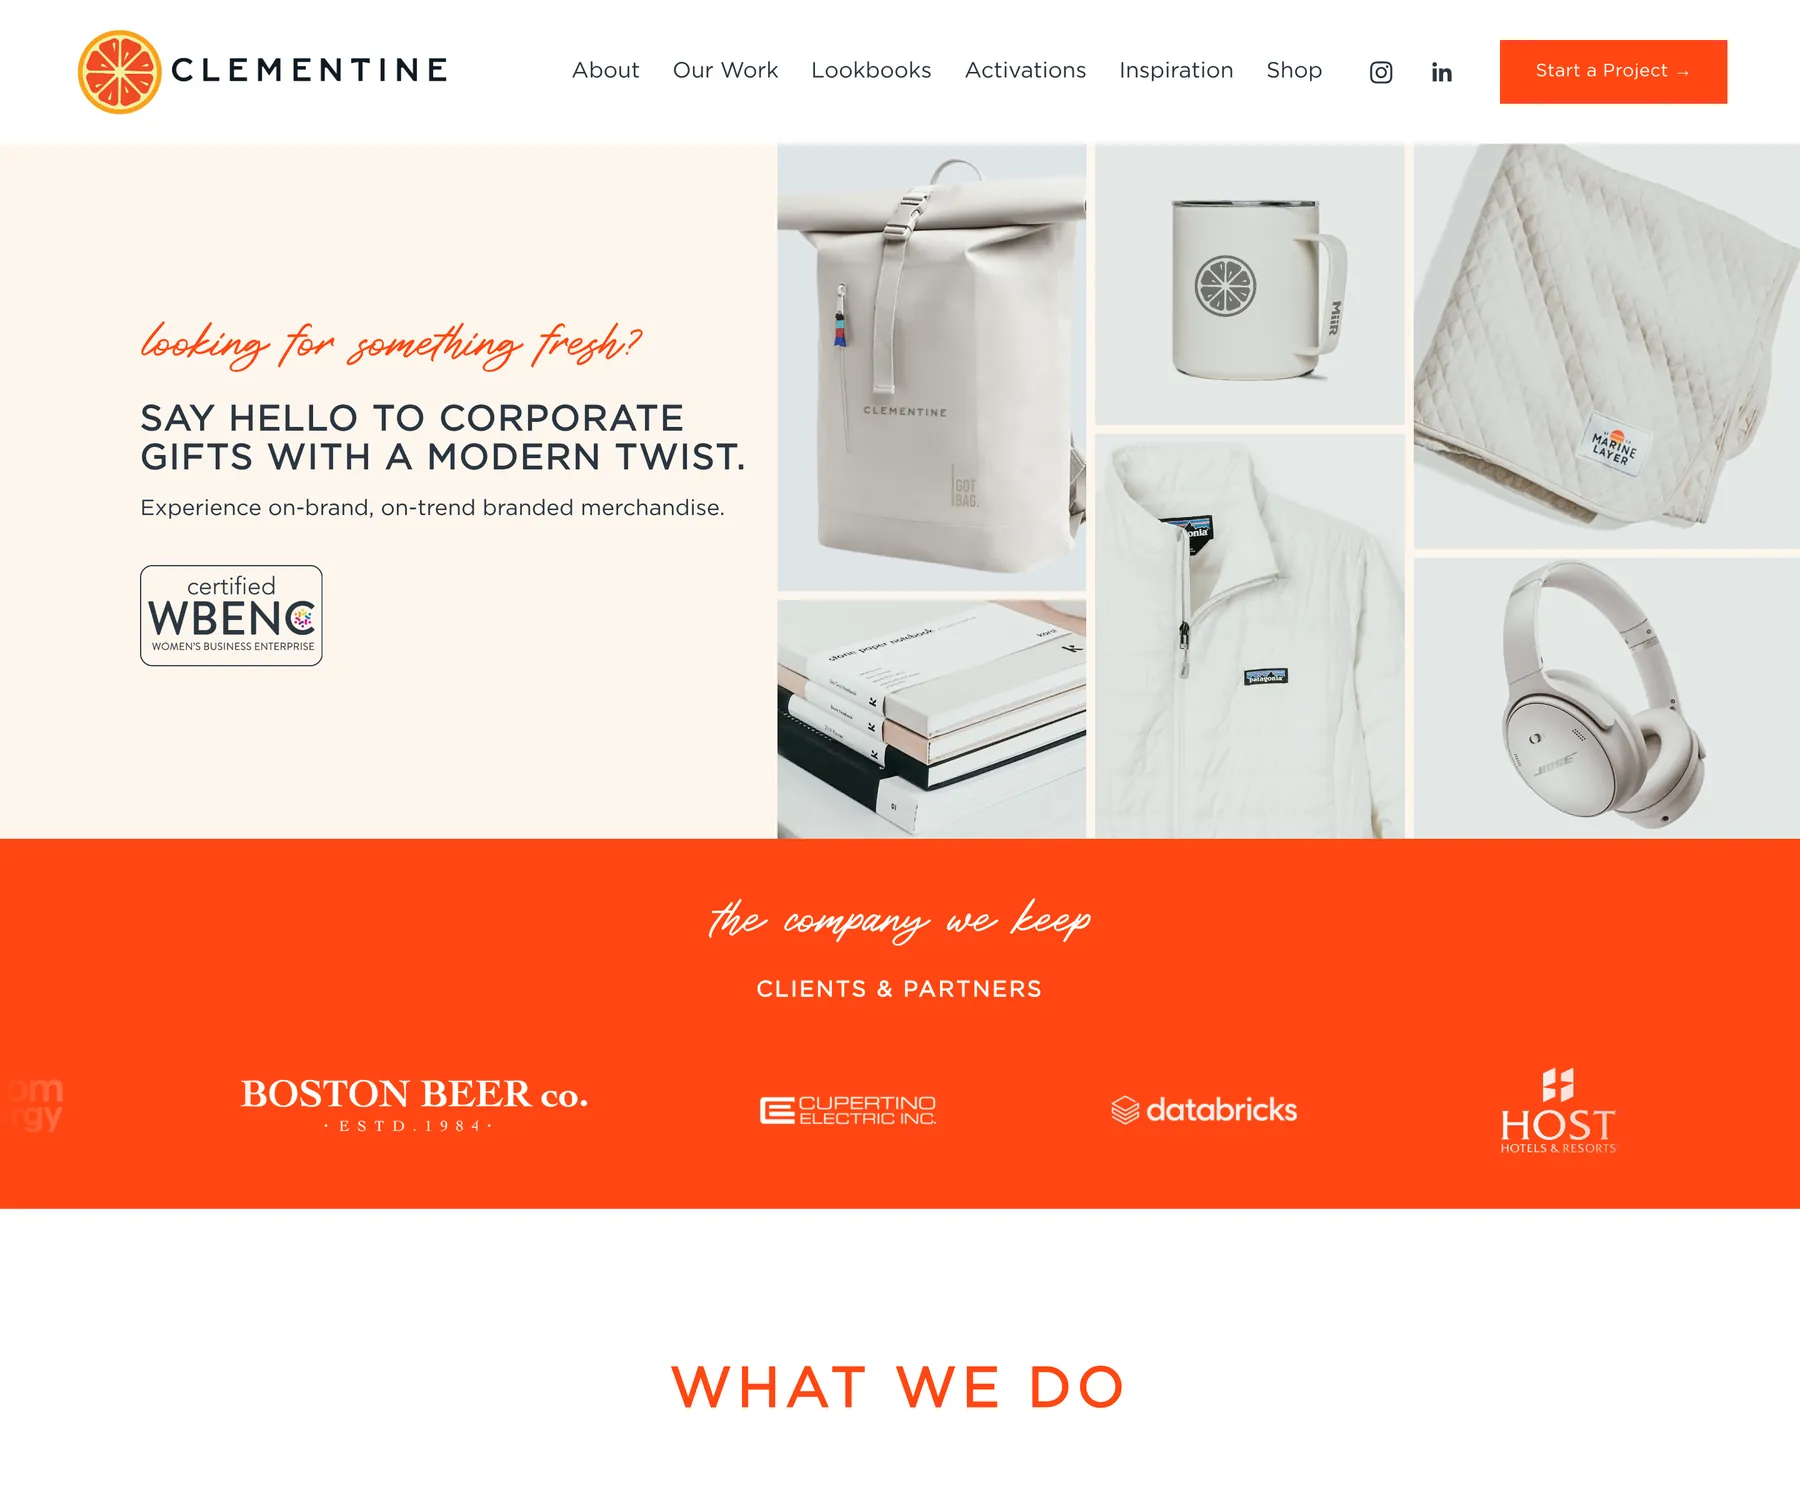 CLEMENTINE
About Our Work Lookbooks Activations Inspiration Shop
Start a Project →
looking for something fresh?
SAY HELLO TO CORPORATE
GIFTS WITH A MODERN TWIST.
Experience on-brand, on-trend branded merchandise.
certified
WBENC
WOMEN'S BUSINESS ENTERPRISE
CLEMENTINE
GOT
BAG.
MiiR
MARINE
LAYER
stone paper notebook
karst
patagonia
BOSE
the company we keep
CLIENTS & PARTNERS
om
rgy
BOSTON BEER co.
· ESTD.1984 ·
CUPERTINO
ELECTRIC INC.
databricks
HOST
HOTELS & RESORTS
WHAT WE DO